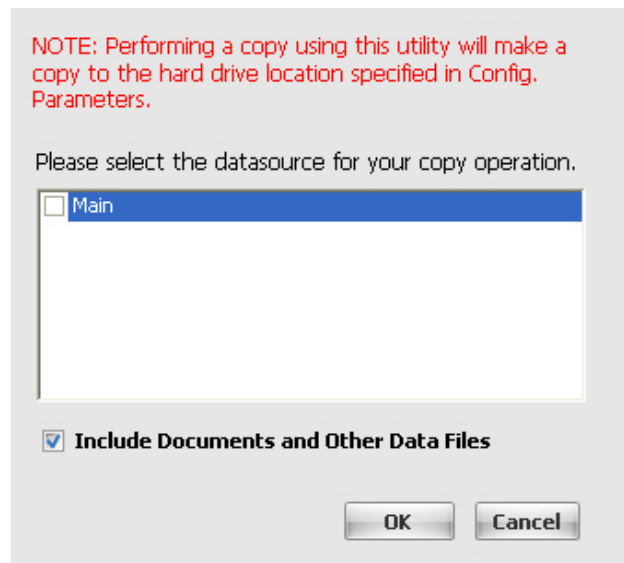 NOTE: Performing a copy using this utility will make a
copy to the hard drive location specified in Config.
Parameters.
Please select the datasource for your copy operation.
Main
Include Documents and Other Data Files
OK Cancel